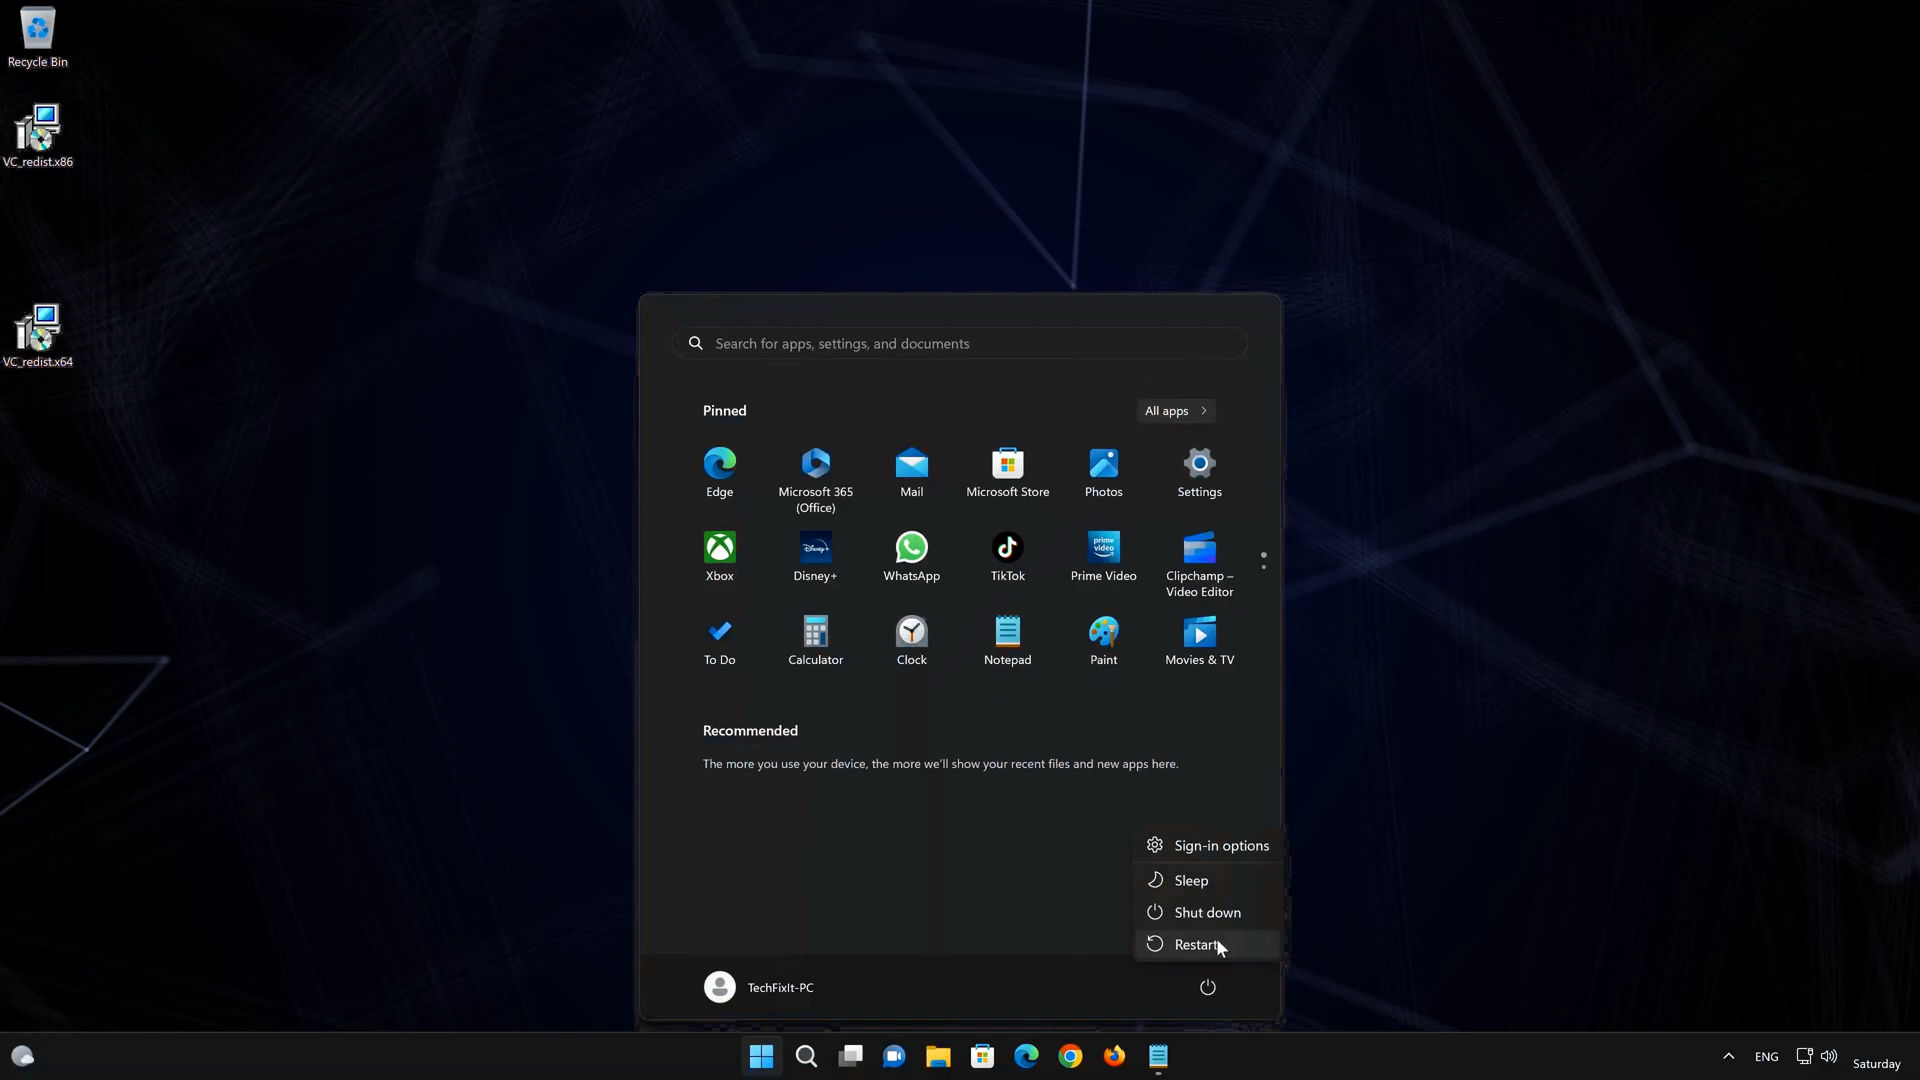 Recycle Bin
VC_redist.x86
VC_redist.x64
Search for apps, settings, and documents
Pinned
All apps
Edge
Microsoft 365
(Office)
Mail
Microsoft Store
Photos
Settings
Xbox
Disney+
WhatsApp
TikTok
prime video
Prime Video
Clipchamp –
Video Editor
To Do
Calculator
Clock
Notepad
Paint
Movies & TV
Recommended
The more you use your device, the more we'll show your recent files and new apps here.
Sign-in options
Sleep
Shut down
Restart
TechFixIt-PC
ENG
Saturday